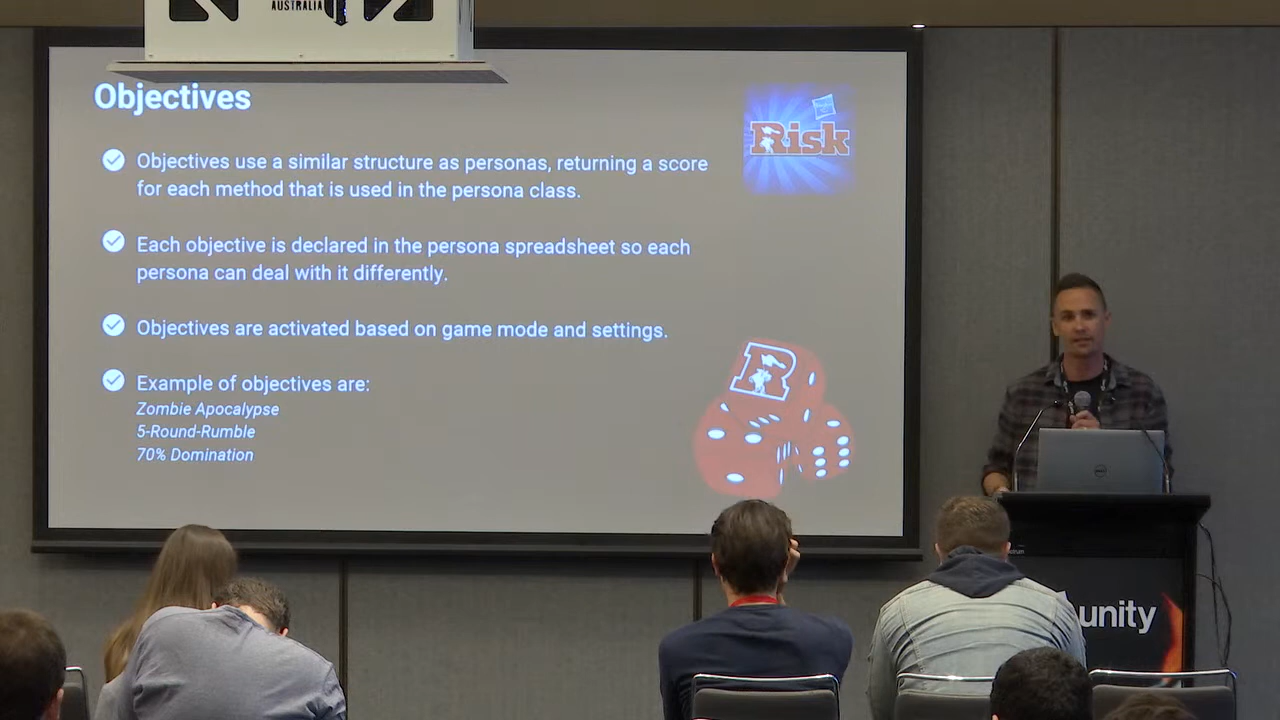 AUSTRALIA
Objectives
Risk
Objectives use a similar structure as personas, returning a score
for each method that is used in the persona class.
Each objective is declared in the persona spreadsheet so each
persona can deal with it differently.
Objectives are activated based on game mode and settings.
Example of objectives are:
Zombie Apocalypse
5-Round-Rumble
70% Domination
R
DELL
unity